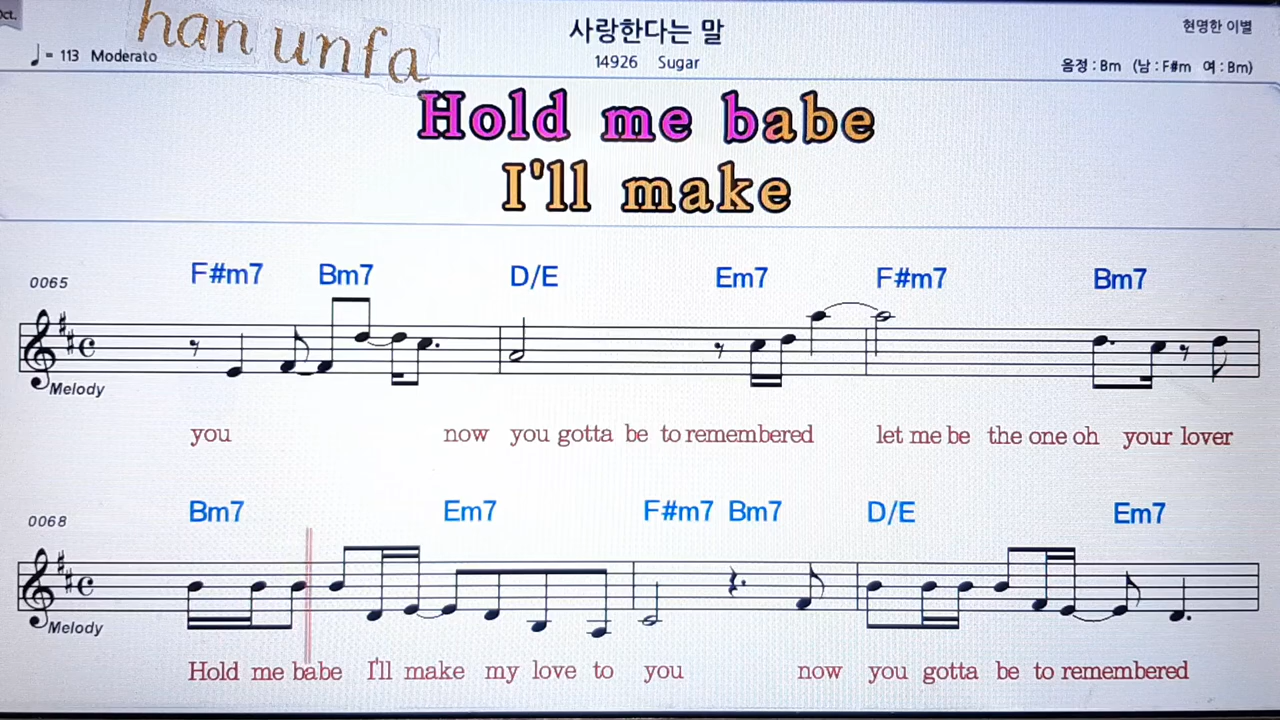 Oct.
han unfa
사랑한다는 말
현명한 이별
♩= 113 Moderato
14926 Sugar
음정 : Bm (남 : F#m 여 : Bm)
Hold me babe
I'll make
0065
F#m7 Bm7 D/E Em7 F#m7 Bm7
Melody
you now you gotta be to remembered let me be the one oh your lover
0068
Bm7 Em7 F#m7 Bm7 D/E Em7
Melody
Hold me babe I'll make my love to you now you gotta be to remembered